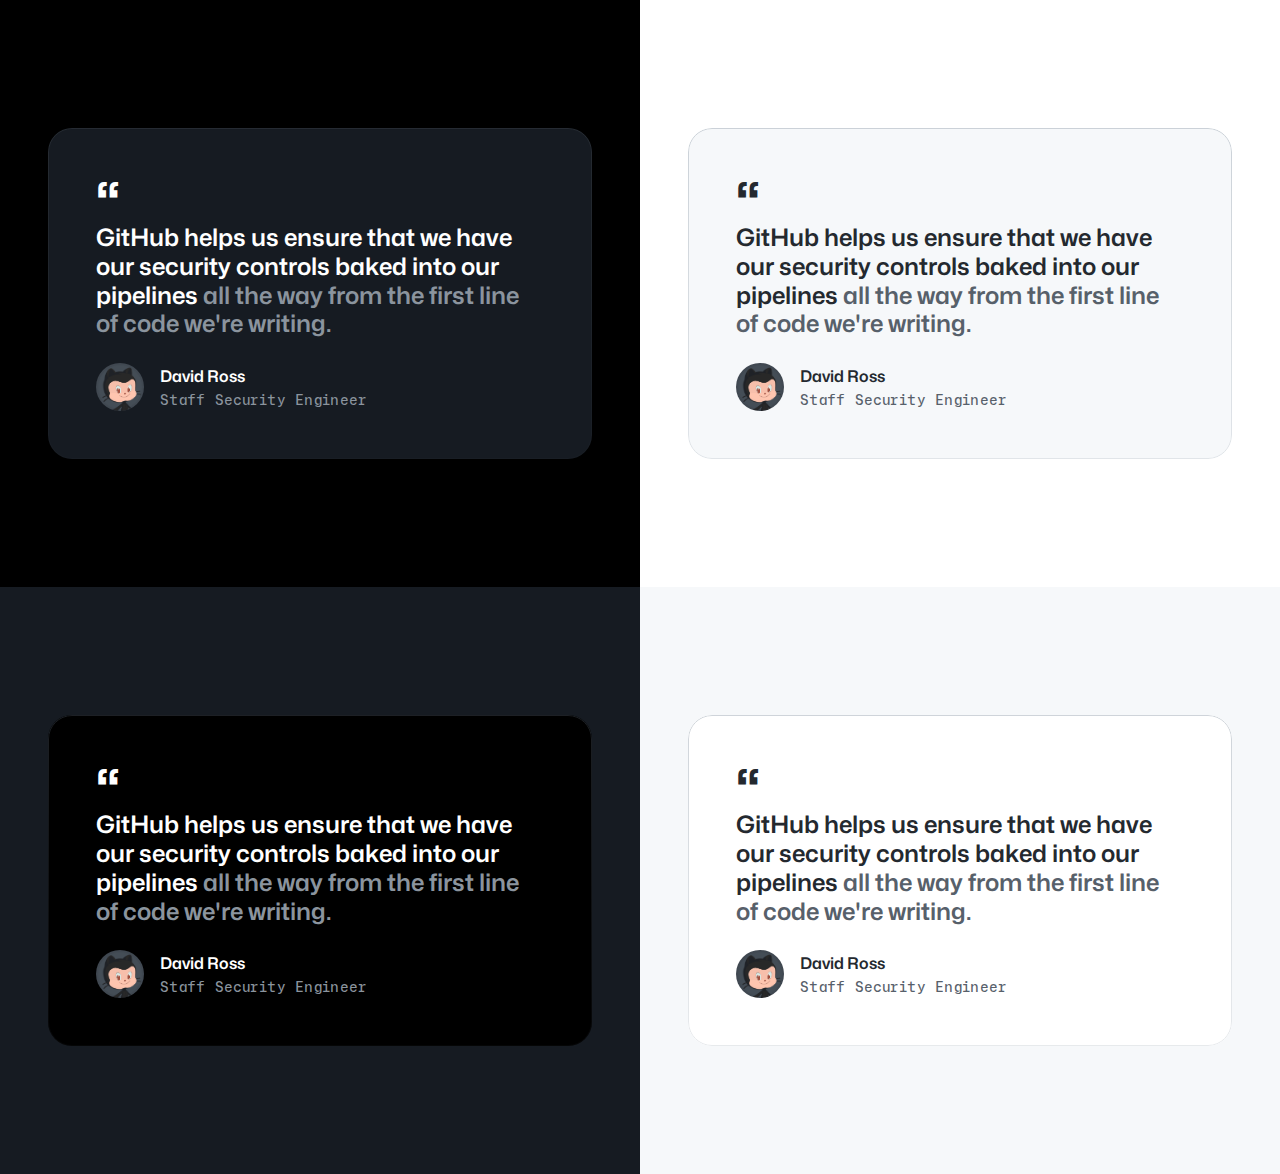 “
GitHub helps us ensure that we have
our security controls baked into our
pipelines all the way from the first line
of code we're writing.
David Ross
Staff Security Engineer
“
GitHub helps us ensure that we have
our security controls baked into our
pipelines all the way from the first line
of code we're writing.
David Ross
Staff Security Engineer
“
GitHub helps us ensure that we have
our security controls baked into our
pipelines all the way from the first line
of code we're writing.
David Ross
Staff Security Engineer
“
GitHub helps us ensure that we have
our security controls baked into our
pipelines all the way from the first line
of code we're writing.
David Ross
Staff Security Engineer